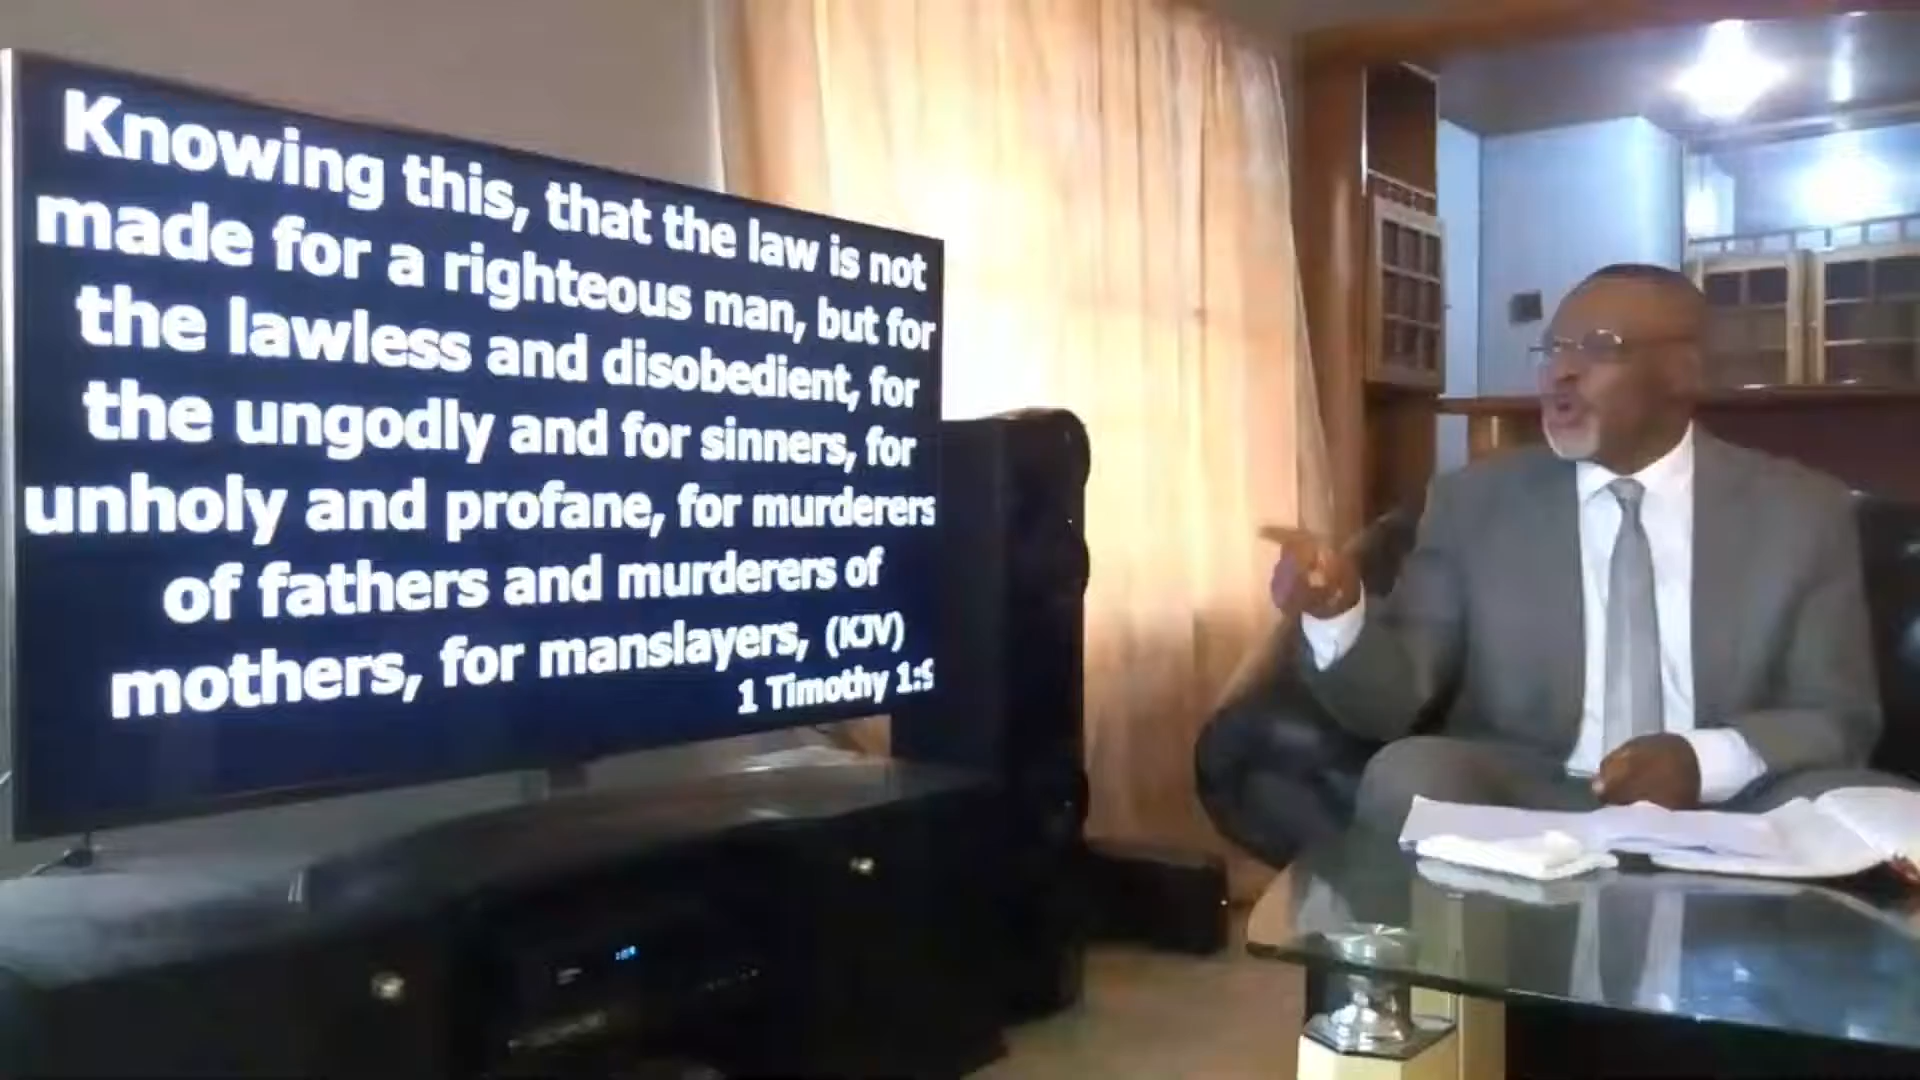 Knowing this, that the law is not
made for a righteous man, but for
the lawless and disobedient, for
the ungodly and for sinners, for
unholy and profane, for murderers
of fathers and murderers of
mothers, for manslayers, (KJV)
1 Timothy 1:9